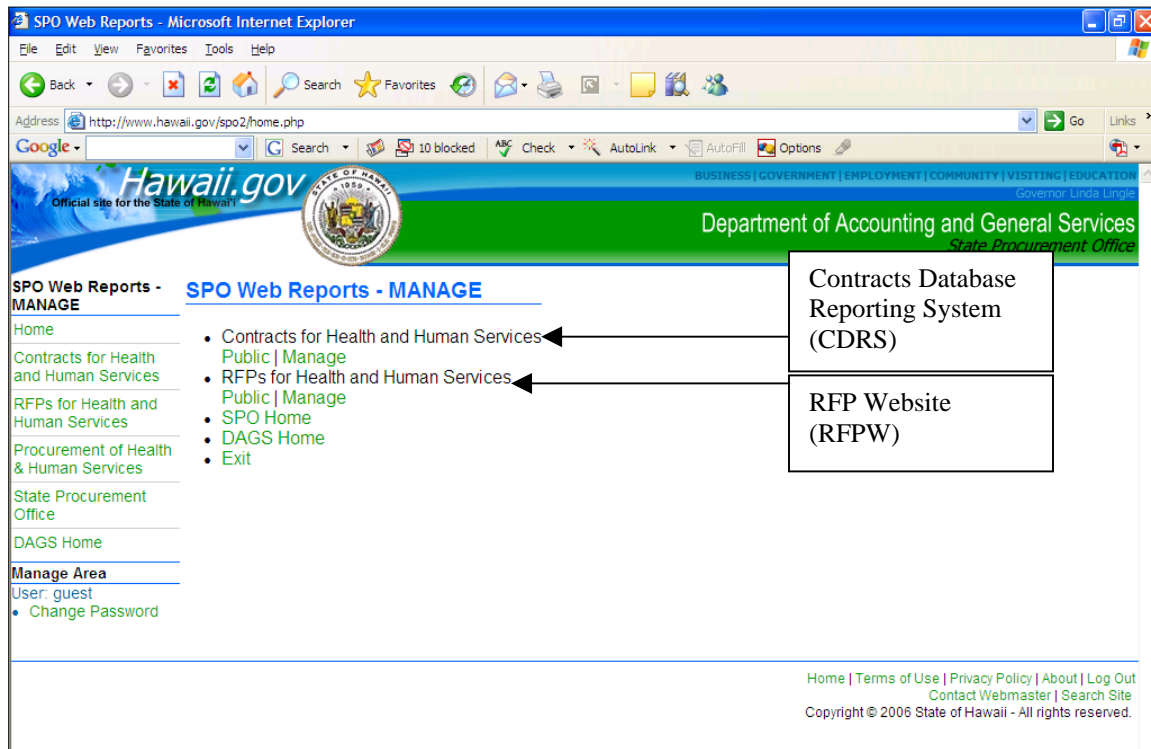 SPO Web Reports - Microsoft Internet Explorer
File Edit View Favorites Tools Help
Back Search Favorites
Address http://www.hawaii.gov/spo2/home.php Go Links
Google Search 10 blocked ABC Check AutoLink AutoFill Options
Hawaii.gov
Official site for the State of Hawai'i
BUSINESS | GOVERNMENT | EMPLOYMENT | COMMUNITY | VISITING | EDUCATION
Governor Linda Lingle
STATE OF HAWAII
1959
Department of Accounting and General Services
State Procurement Office
SPO Web Reports -
MANAGE
Home
Contracts for Health
and Human Services
RFPs for Health and
Human Services
Procurement of Health
& Human Services
State Procurement
Office
DAGS Home
Manage Area
User: guest
• Change Password
SPO Web Reports - MANAGE
• Contracts for Health and Human Services
Public | Manage
• RFPs for Health and Human Services
Public | Manage
• SPO Home
• DAGS Home
• Exit
Contracts Database
Reporting System
(CDRS)
RFP Website
(RFPW)
Home | Terms of Use | Privacy Policy | About | Log Out
Contact Webmaster | Search Site
Copyright © 2006 State of Hawaii - All rights reserved.